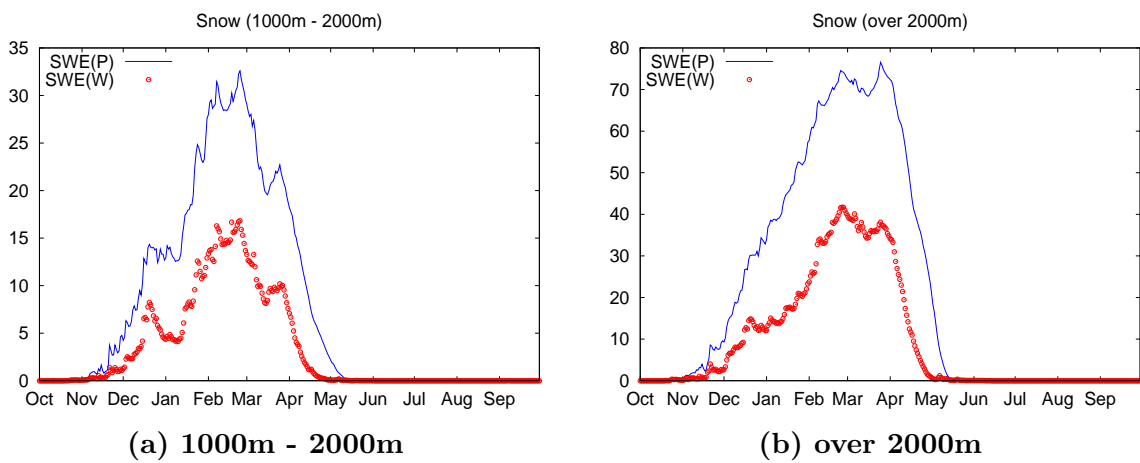 Snow (1000m - 2000m)
35
30
25
20
15
10
5
0
SWE(P)
SWE(W)
Oct Nov Dec Jan Feb Mar Apr May Jun Jul Aug Sep
(a) 1000m - 2000m
Snow (over 2000m)
80
70
60
50
40
30
20
10
0
SWE(P)
SWE(W)
Oct Nov Dec Jan Feb Mar Apr May Jun Jul Aug Sep
(b) over 2000m